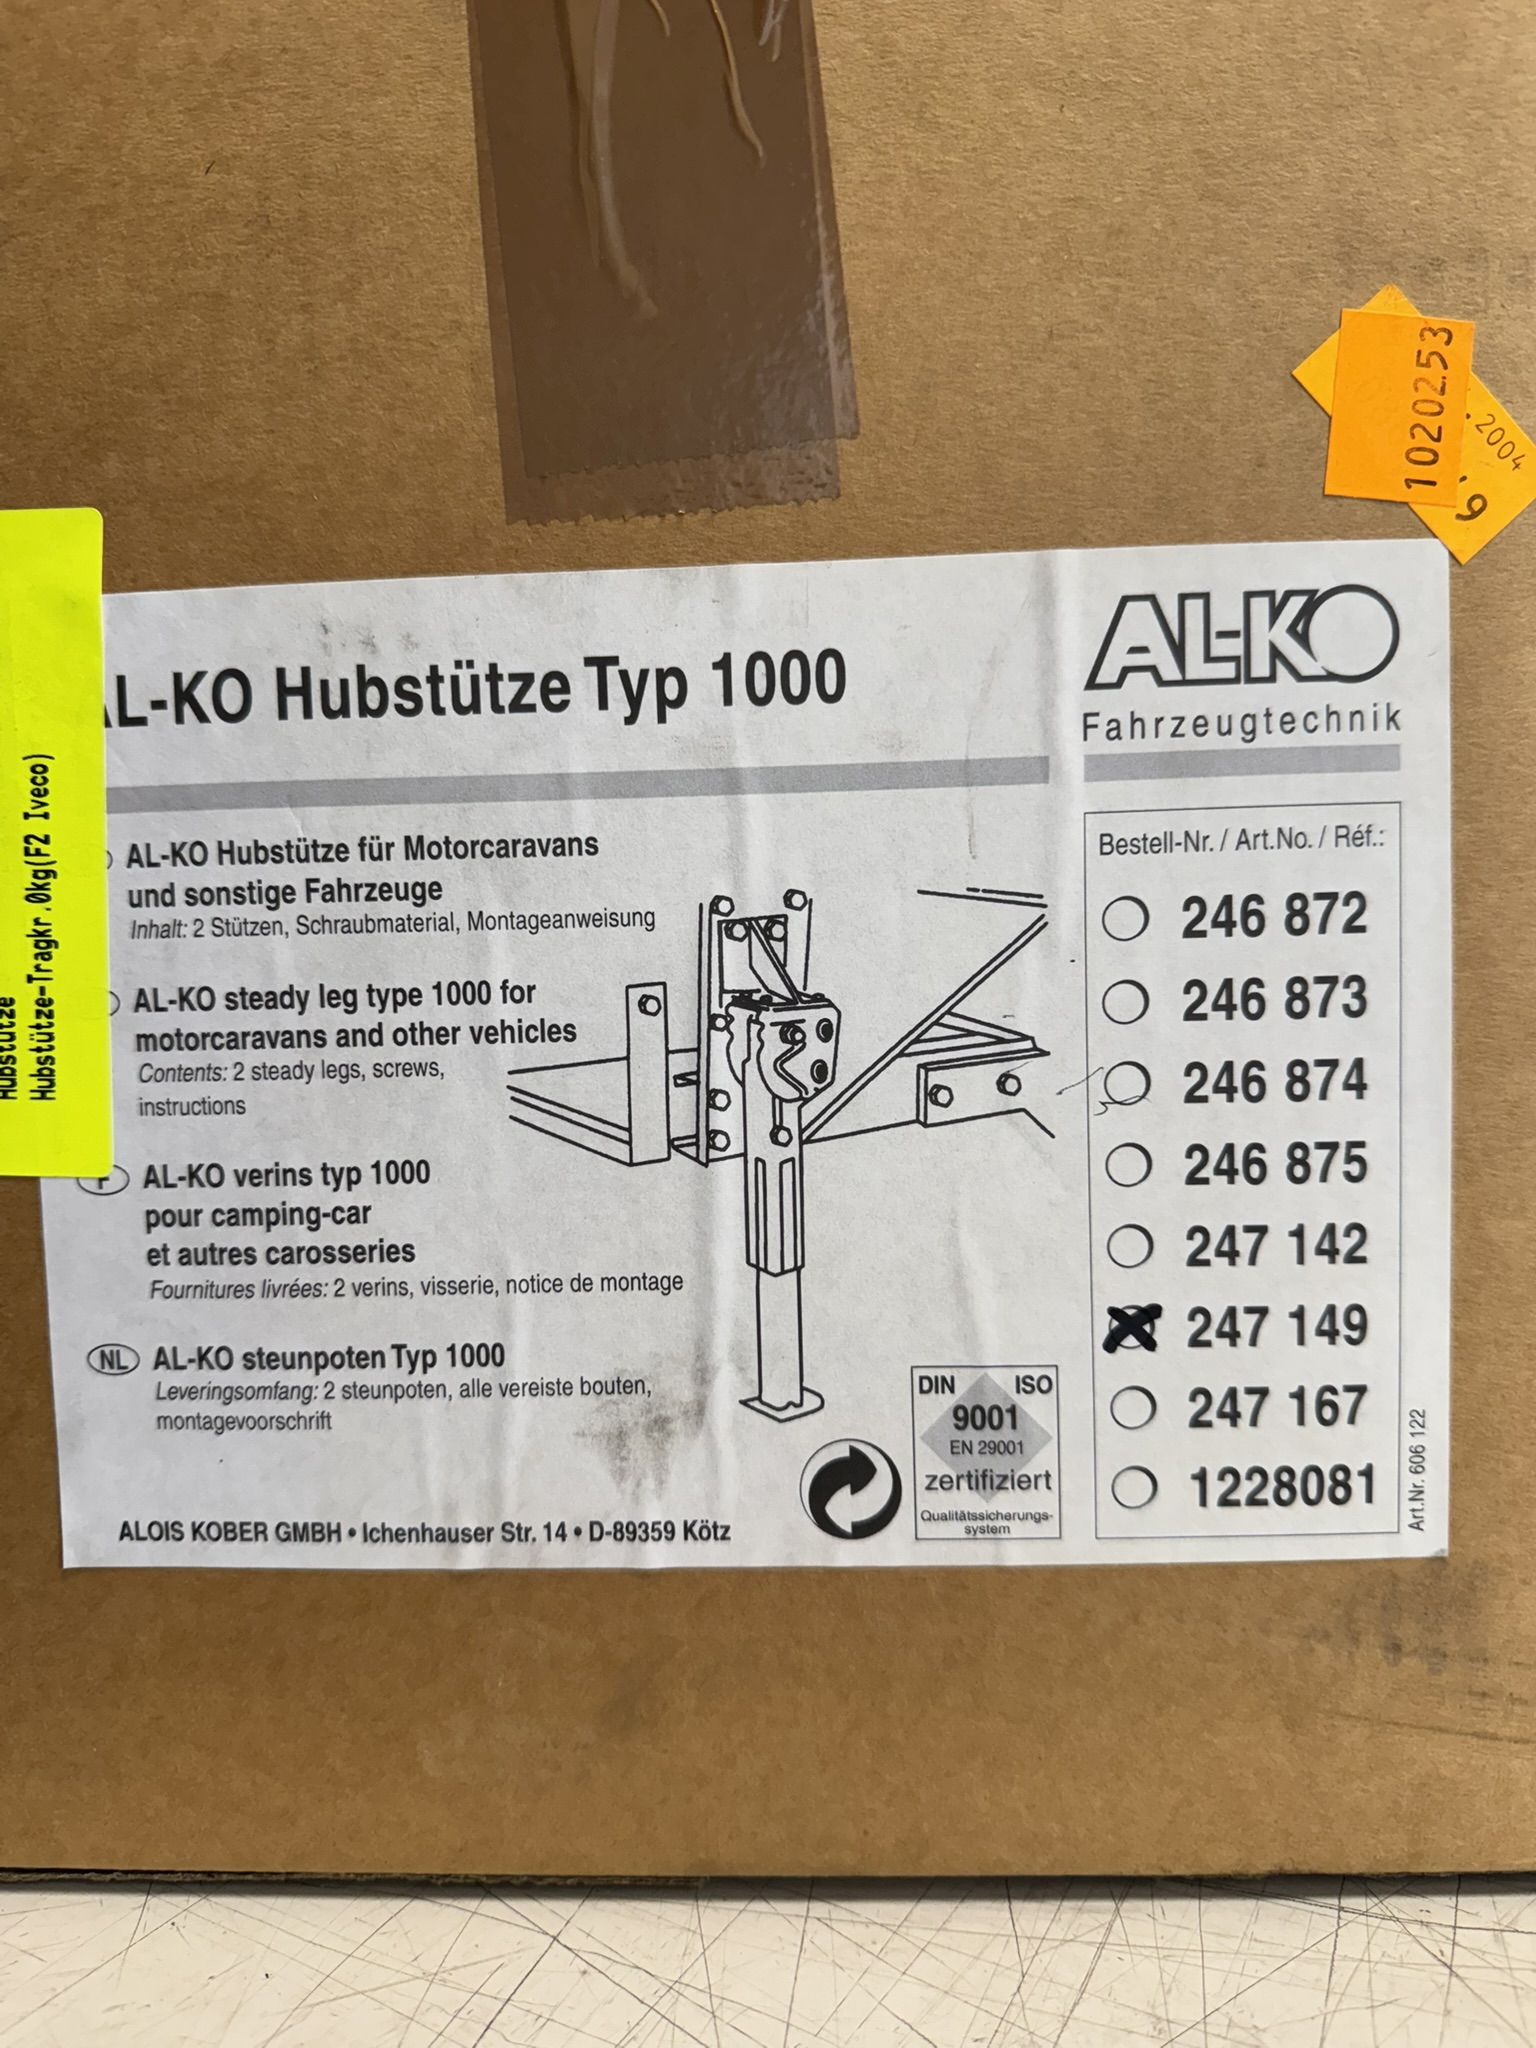 1020253
.2004
9
Hubstütze
Hubstütze-Tragkr.0kg(F2 Iveco)
AL-KO Hubstütze Typ 1000
AL-KO
Fahrzeugtechnik
AL-KO Hubstütze für Motorcaravans
und sonstige Fahrzeuge
Inhalt: 2 Stützen, Schraubmaterial, Montageanweisung
AL-KO steady leg type 1000 for
motorcaravans and other vehicles
Contents: 2 steady legs, screws,
instructions
F AL-KO verins typ 1000
pour camping-car
et autres carosseries
Fournitures livrées: 2 verins, visserie, notice de montage
NL AL-KO steunpoten Typ 1000
Leveringsomfang: 2 steunpoten, alle vereiste bouten,
montagevoorschrift
ALOIS KOBER GMBH • Ichenhauser Str. 14 • D-89359 Kötz
DIN ISO
9001
EN 29001
zertifiziert
Qualitätssicherungs-
system
Bestell-Nr. / Art.No. / Réf.:
246 872
246 873
246 874
246 875
247 142
247 149
247 167
1228081
Art.Nr. 606 122